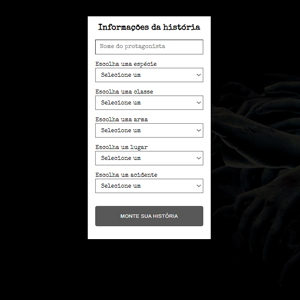 Informações da história
Nome do protagonista
Escolha uma espécie
Selecione um
Escolha uma classe
Selecione um
Escolha uma arma
Selecione um
Escolha um lugar
Selecione um
Escolha um acidente
Selecione um
MONTE SUA HISTÓRIA